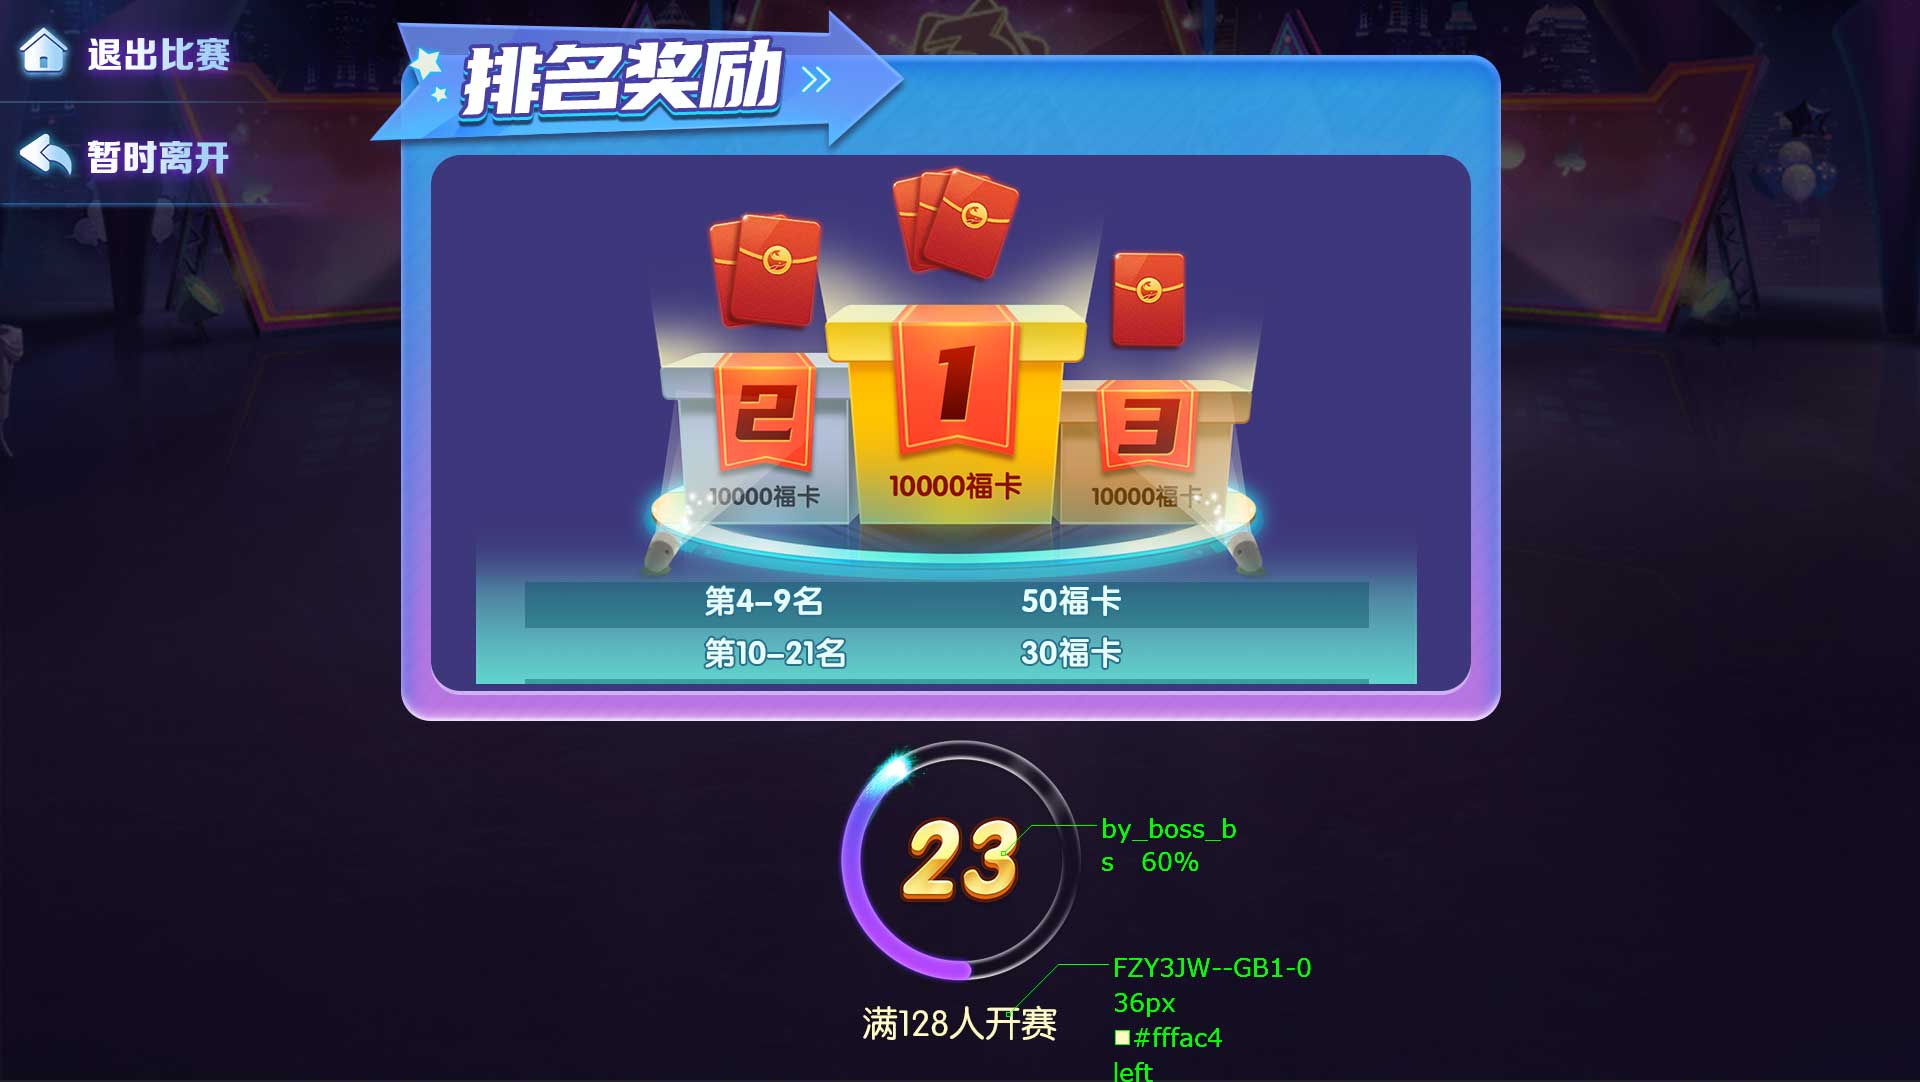 退出比赛
暂时离开
排名奖励
2
1
3
10000福卡
10000福卡
10000福卡
第4–9名 50福卡
第10–21名 30福卡
23
by_boss_b
s 60%
满128人开赛
FZY3JW--GB1-0
36px
#fffac4
left